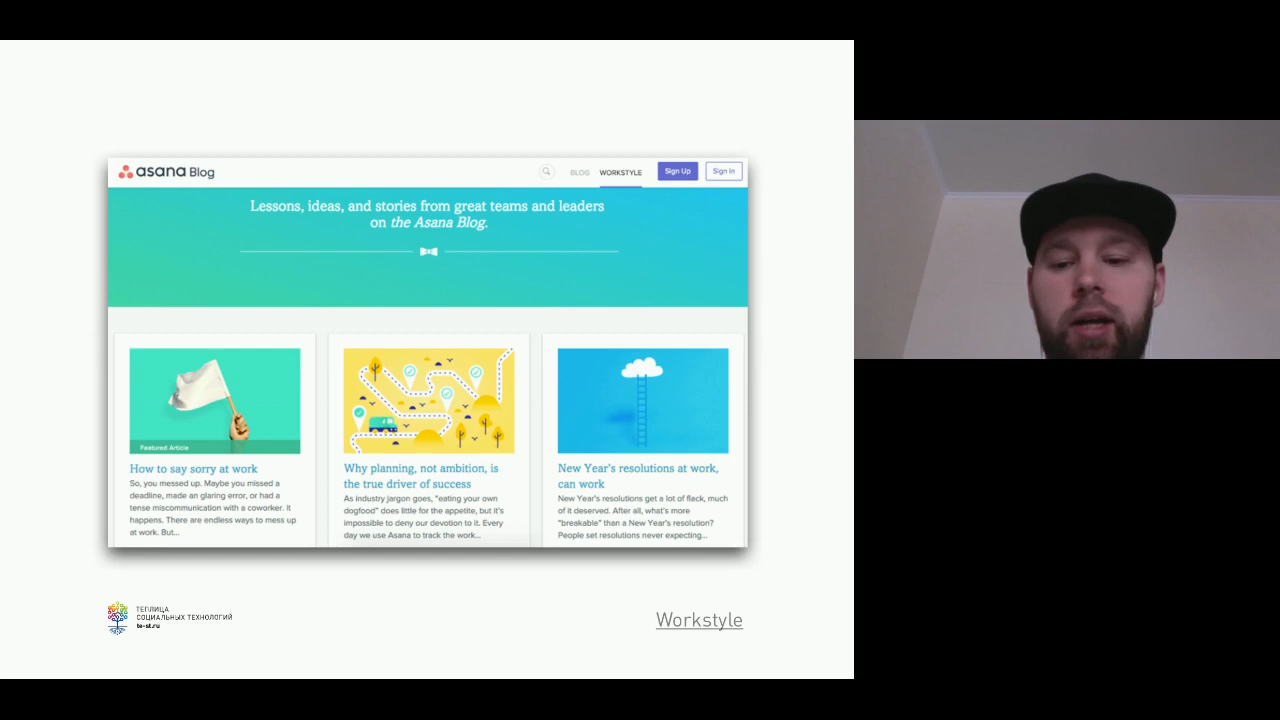 asana Blog
BLOG
WORKSTYLE
Sign Up
Sign In
Lessons, ideas, and stories from great teams and leaders
on the Asana Blog.
Featured Article
How to say sorry at work
So, you messed up. Maybe you missed a
deadline, made an glaring error, or had a
tense miscommunication with a coworker. It
happens. There are endless ways to mess up
at work. But...
Why planning, not ambition, is
the true driver of success
As industry jargon goes, "eating your own
dogfood" does little for the appetite, but it's
impossible to deny our devotion to it. Every
day we use Asana to track the work...
New Year's resolutions at work,
can work
New Year's resolutions get a lot of flack, much
of it deserved. After all, what's more
"breakable" than a New Year's resolution?
People set resolutions never expecting...
ТЕПЛИЦА
СОЦИАЛЬНЫХ ТЕХНОЛОГИЙ
te-st.ru
Workstyle